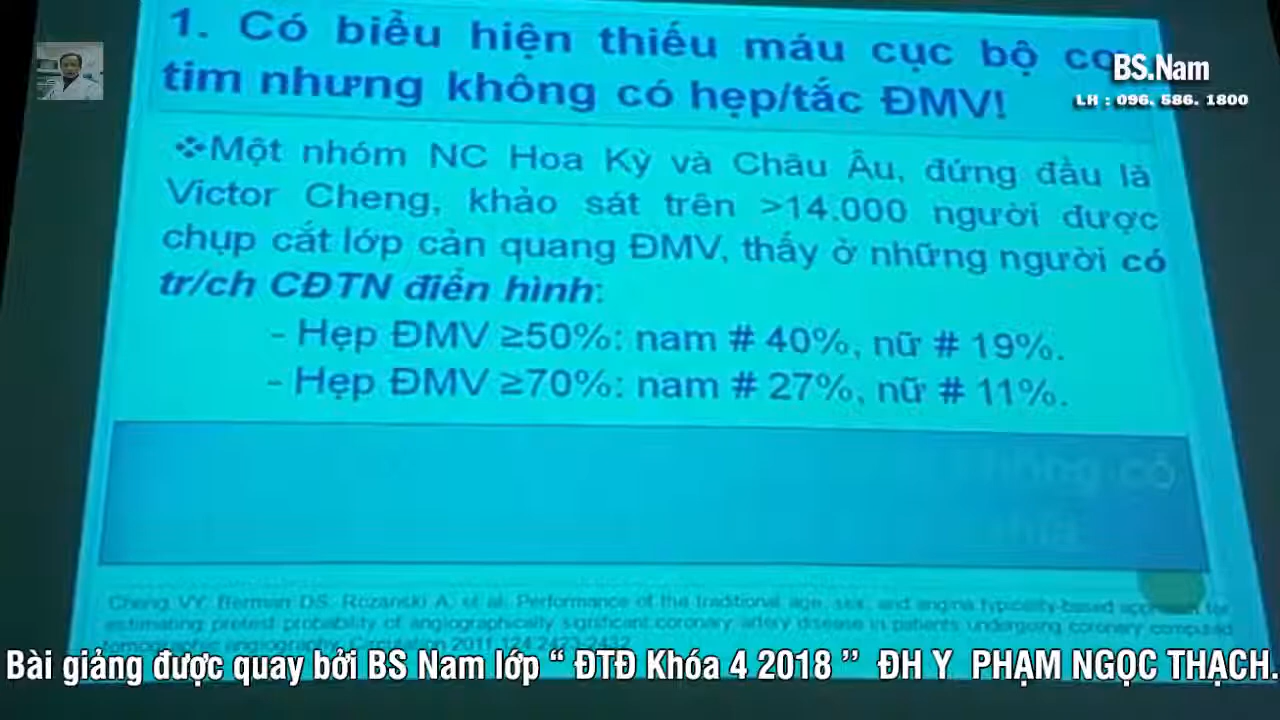 1. Có biểu hiện thiếu máu cục bộ cơ
tim nhưng không có hẹp/tắc ĐMV!
BS.Nam
LH : 096. 586. 1800
❖Một nhóm NC Hoa Kỳ và Châu Âu, đứng đầu là
Victor Cheng, khảo sát trên >14.000 người được
chụp cắt lớp cản quang ĐMV, thấy ở những người có
tr/ch CĐTN điển hình:
- Hẹp ĐMV ≥50%: nam # 40%, nữ # 19%.
- Hẹp ĐMV ≥70%: nam # 27%, nữ # 11%.
không có
Cheng VY, Berman DS, Rozanski A, et al. Performance of the traditional age, sex, and angina typicality-based approach for
estimating pretest probability of angiographically significant coronary artery disease in patients undergoing coronary computed
tomographic angiography. Circulation 2011;124:2423-2432
Bài giảng được quay bởi BS Nam lớp “ ĐTĐ Khóa 4 2018 ’’ ĐH Y PHẠM NGỌC THẠCH.